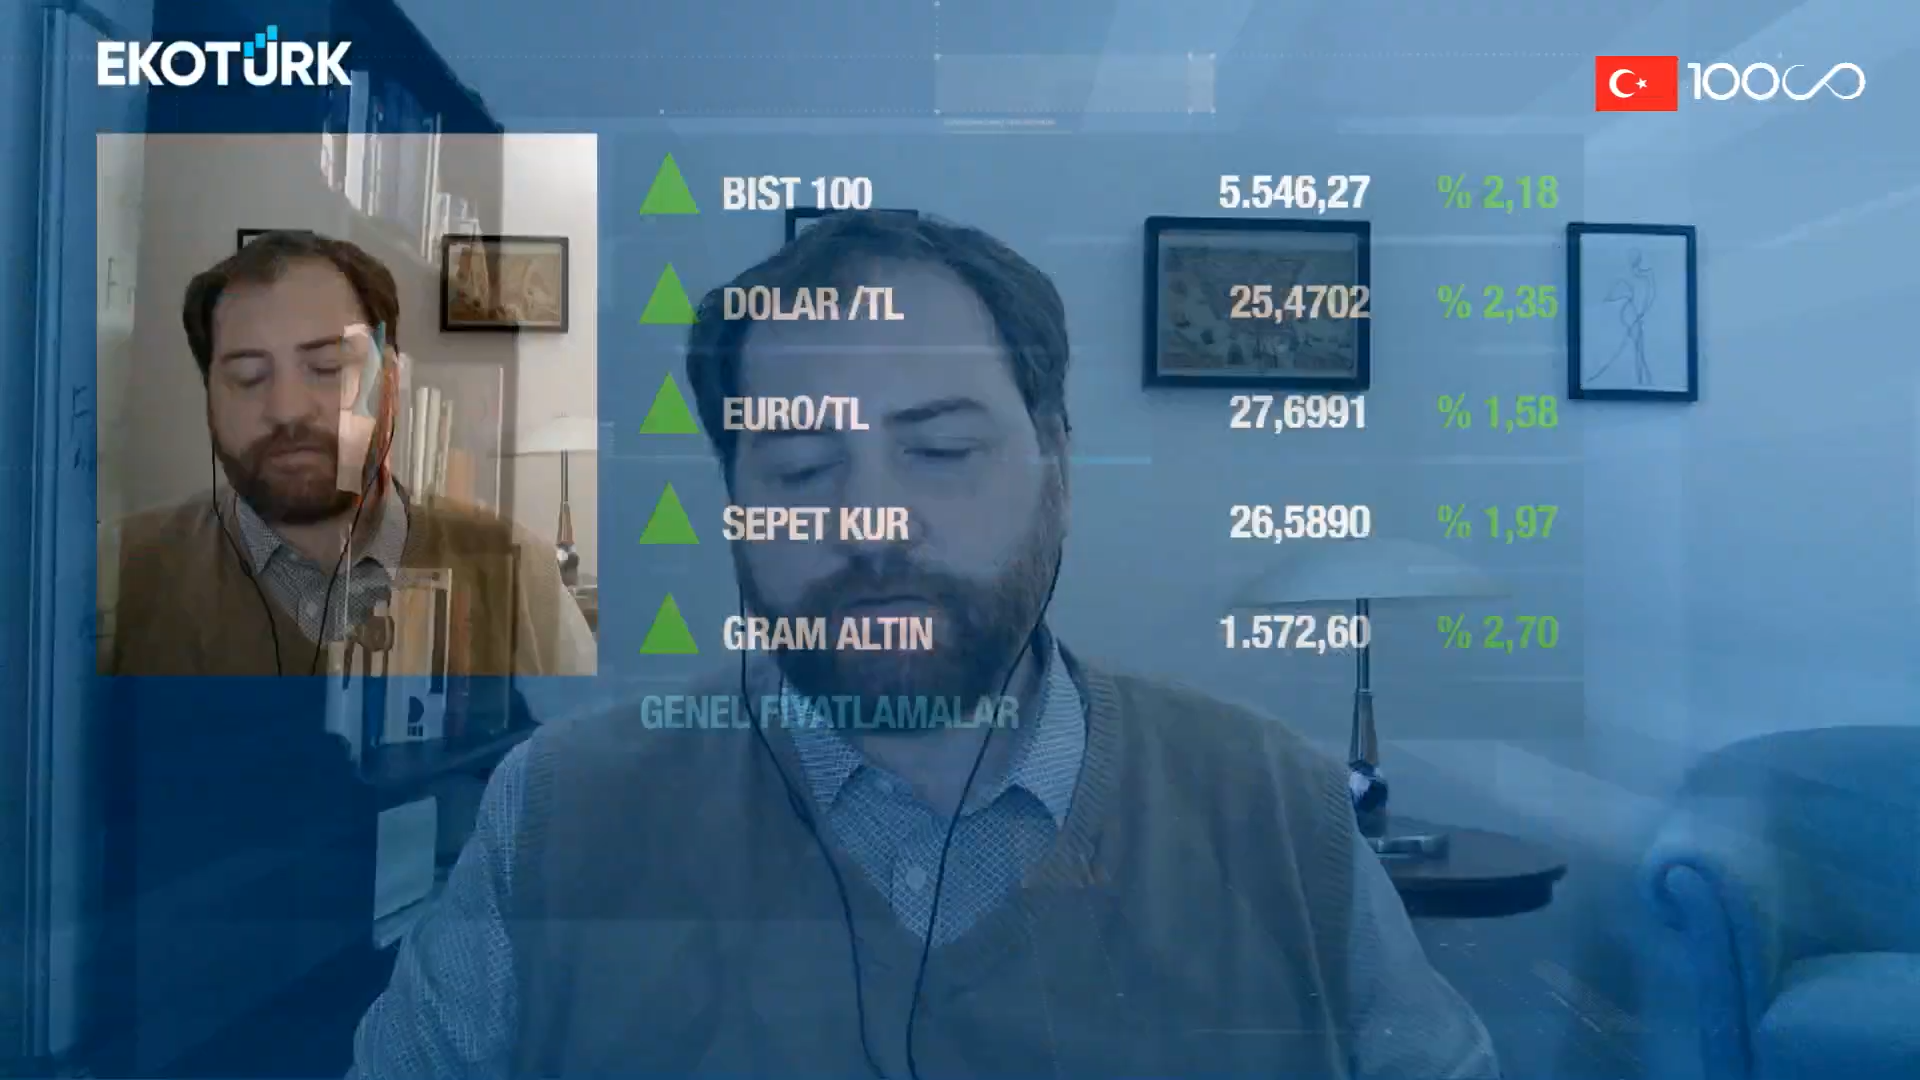 EKOTÜRK
100
BIST 100 5.546,27 % 2,18
DOLAR /TL 25,4702 % 2,35
EURO/TL 27,6991 % 1,58
SEPET KUR 26,5890 % 1,97
GRAM ALTIN 1.572,60 % 2,70
GENEL FİYATLAMALAR